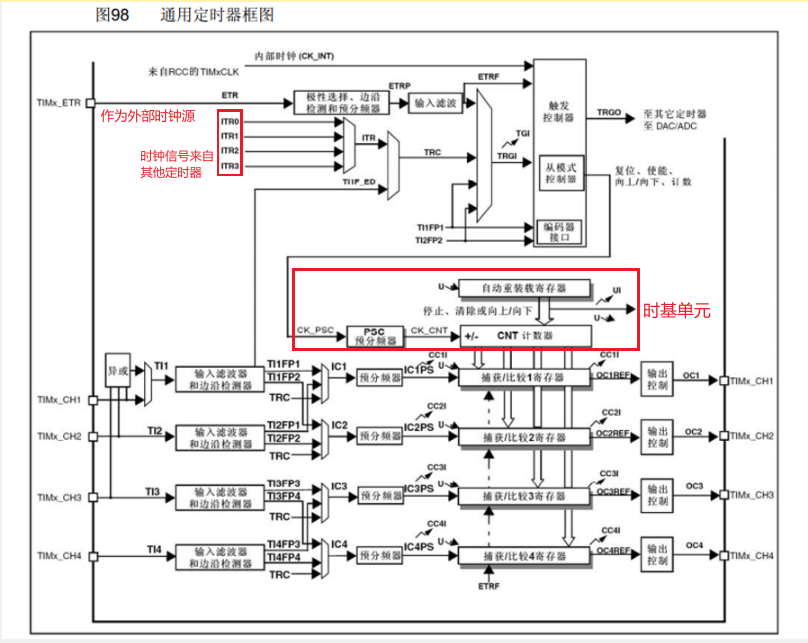 图98 通用定时器框图
内部时钟 (CK_INT)
来自RCC的TIMxCLK
TIMx_ETR
ETR
极性选择、边沿
检测和预分频器
ETRP
输入滤波
ETRF
触发
控制器
TRGO
至其它定时器
至 DAC/ADC
作为外部时钟源
ITR0
ITR1
ITR2
ITR3
时钟信号来自
其他定时器
ITR
TRC
TGI
TRGI
从模式
控制器
复位、使能、
向上/向下、计数
TI1F_ED
TI1FP1
TI2FP2
编码器
接口
U
自动重装载寄存器
UI
U
停止、清除或向上/向下
时基单元
CK_PSC
PSC
预分频器
CK_CNT
+/- CNT 计数器
异或
TI1
输入滤波器
和边沿检测器
TI1FP1
TI1FP2
TRC
IC1
预分频器
IC1PS
CC1I
U
捕获/比较1寄存器
CC1I
OC1REF
输出
控制
OC1
TIMx_CH1
TIMx_CH1
TIMx_CH2
TI2
输入滤波器
和边沿检测器
TI2FP1
TI2FP2
TRC
IC2
预分频器
IC2PS
CC2I
U
捕获/比较2寄存器
CC2I
OC2REF
输出
控制
OC2
TIMx_CH2
TIMx_CH3
TI3
输入滤波器
和边沿检测器
TI3FP3
TI3FP4
TRC
IC3
预分频器
IC3PS
CC3I
U
捕获/比较3寄存器
CC3I
OC3REF
输出
控制
OC3
TIMx_CH3
TIMx_CH4
TI4
输入滤波器
和边沿检测器
TI4FP3
TI4FP4
TRC
IC4
预分频器
IC4PS
CC4I
U
捕获/比较4寄存器
CC4I
OC4REF
输出
控制
OC4
TIMx_CH4
ETRF